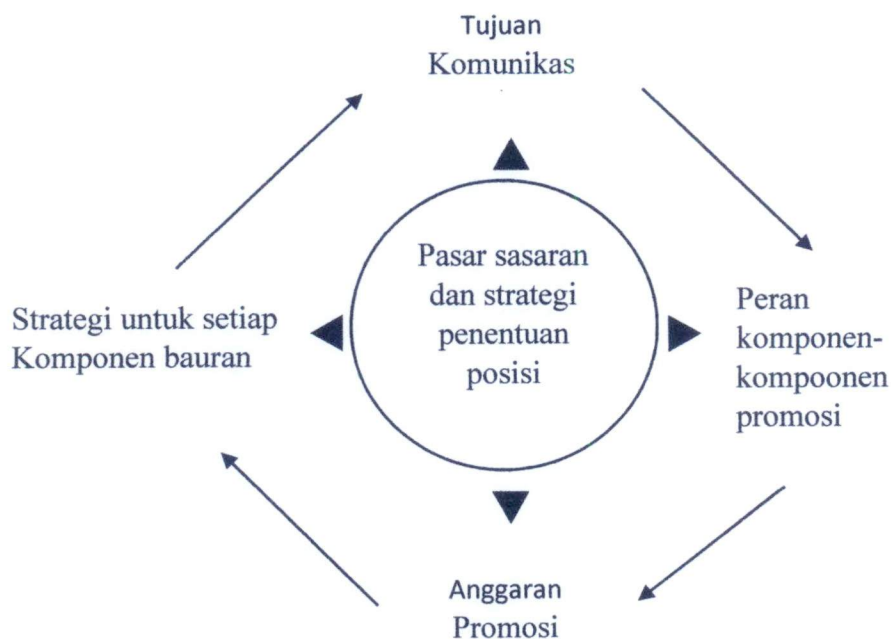 Tujuan
Komunikas
Pasar sasaran
dan strategi
penentuan
posisi
Strategi untuk setiap
Komponen bauran
Peran
komponen-
kompoonen
promosi
Anggaran
Promosi